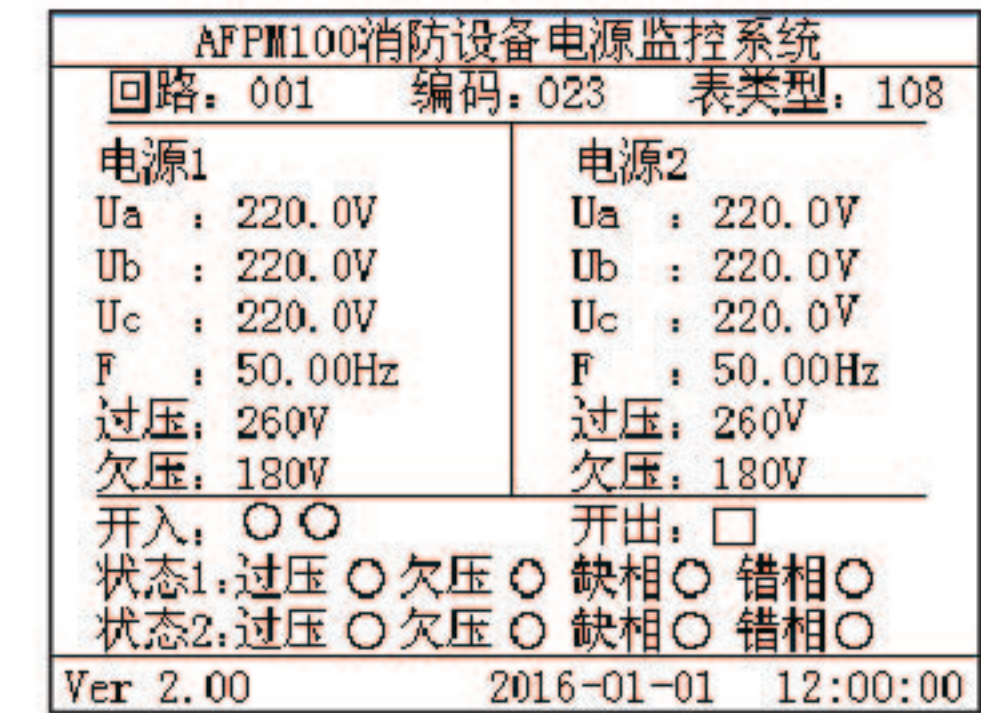 AFPM100消防设备电源监控系统
回路：001 编码：023 表类型：108
电源1 电源2
Ua ：220.0V Ua ：220.0V
Ub ：220.0V Ub ：220.0V
Uc ：220.0V Uc ：220.0V
F ：50.00Hz F ：50.00Hz
过压：260V 过压：260V
欠压：180V 欠压：180V
开入：○○ 开出：□
状态1:过压○欠压○缺相○错相○
状态2:过压○欠压○缺相○错相○
Ver 2.00 2016-01-01 12:00:00